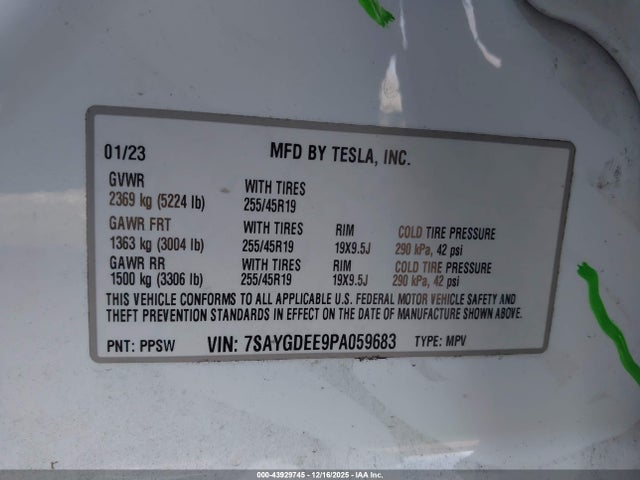 01/23 MFD BY TESLA, INC.
GVWR WITH TIRES
2369 kg (5224 lb) 255/45R19
GAWR FRT WITH TIRES RIM COLD TIRE PRESSURE
1363 kg (3004 lb) 255/45R19 19X9.5J 290 kPa, 42 psi
GAWR RR WITH TIRES RIM COLD TIRE PRESSURE
1500 kg (3306 lb) 255/45R19 19X9.5J 290 kPa, 42 psi
THIS VEHICLE CONFORMS TO ALL APPLICABLE U.S. FEDERAL MOTOR VEHICLE SAFETY AND
THEFT PREVENTION STANDARDS IN EFFECT ON THE DATE OF MANUFACTURE SHOWN ABOVE.
PNT: PPSW VIN: 7SAYGDEE9PA059683 TYPE: MPV
000-43929745 - 12/16/2025 - IAA Inc.